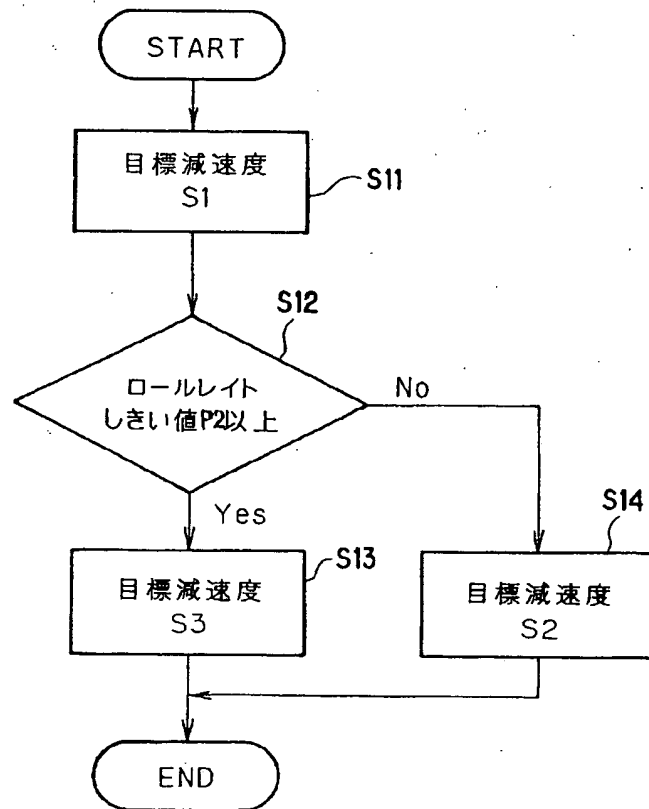 START
目標減速度
S1
S11
S12
ロールレイト
しきい値P2以上
No
Yes
S13
目標減速度
S3
S14
目標減速度
S2
END